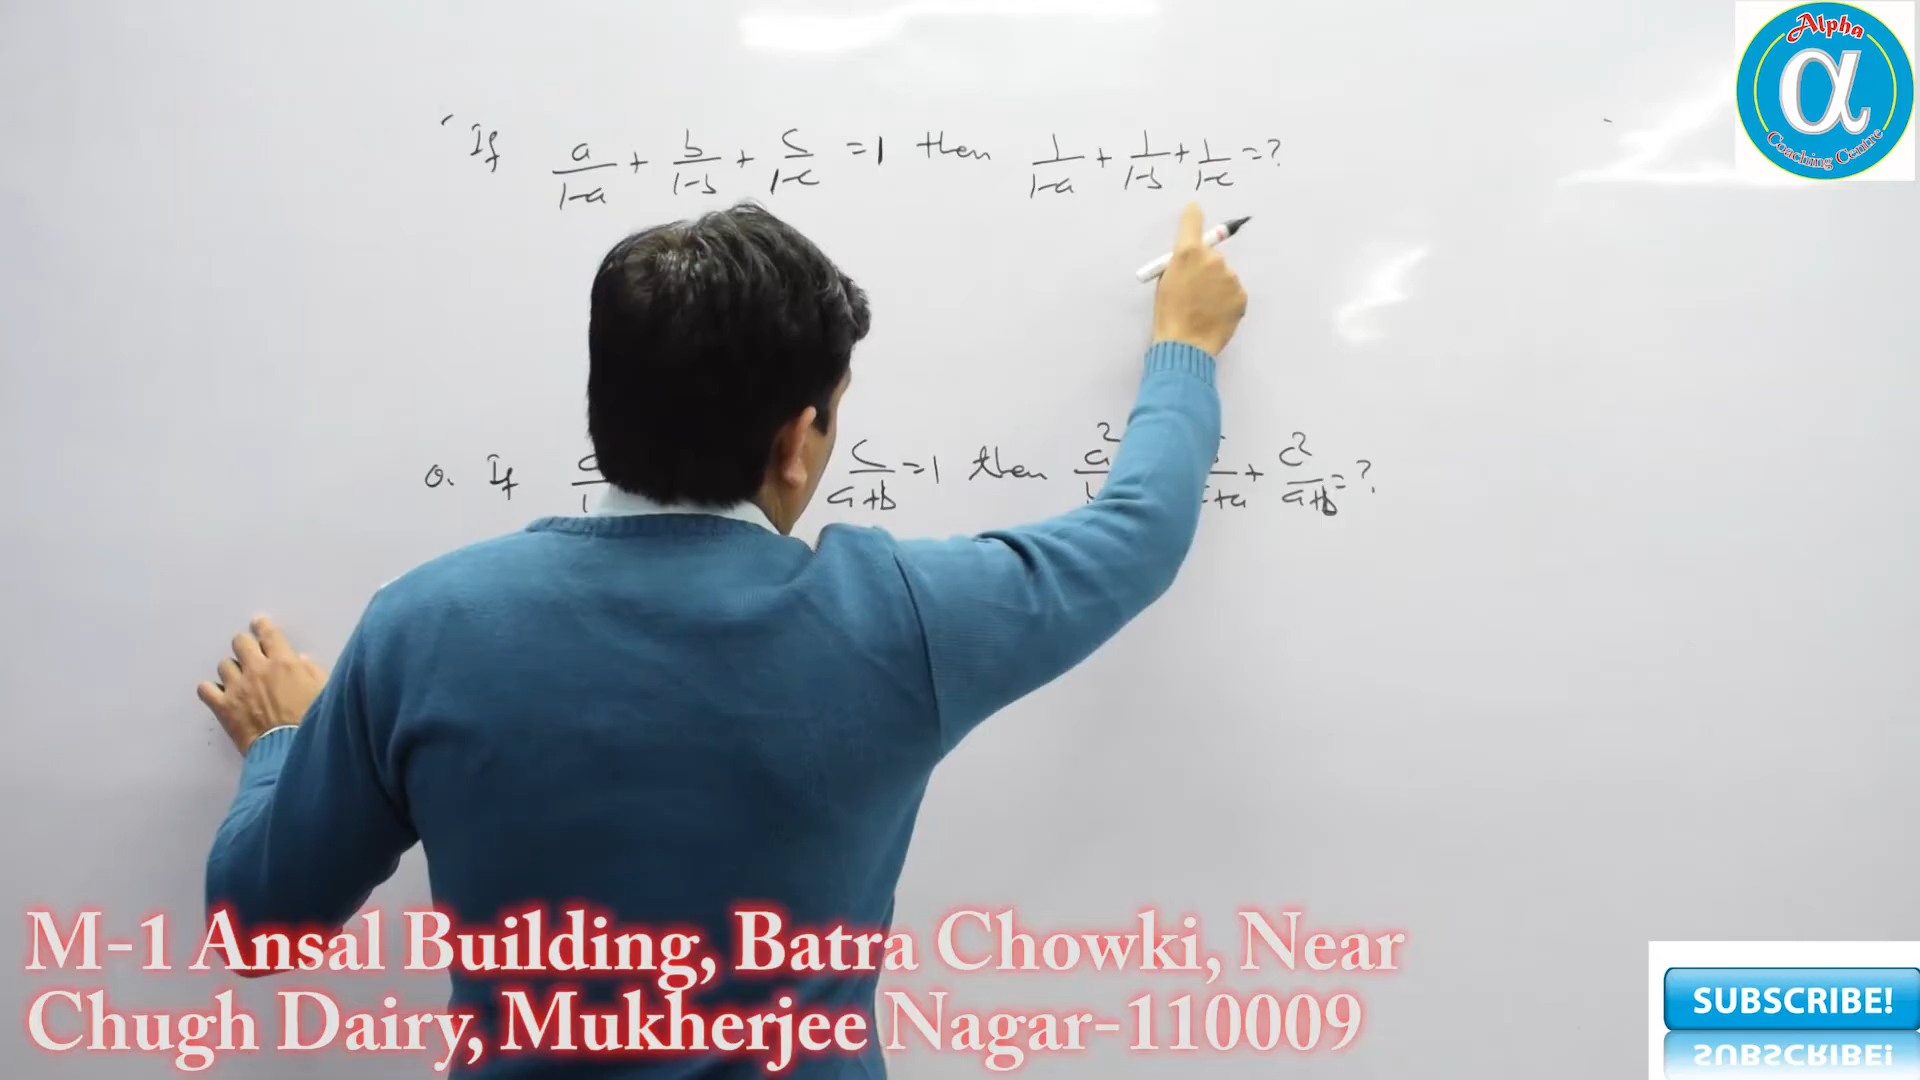 Alpha
α
Coaching Centre
If a/1-a + b/1-b + c/1-c = 1 then 1/1-a + 1/1-b + 1/1-c = ?
Q. If c/a+b = 1 then a² + c²/a+b = ?
M-1 Ansal Building, Batra Chowki, Near
Chugh Dairy, Mukherjee Nagar-110009
SUBSCRIBE!